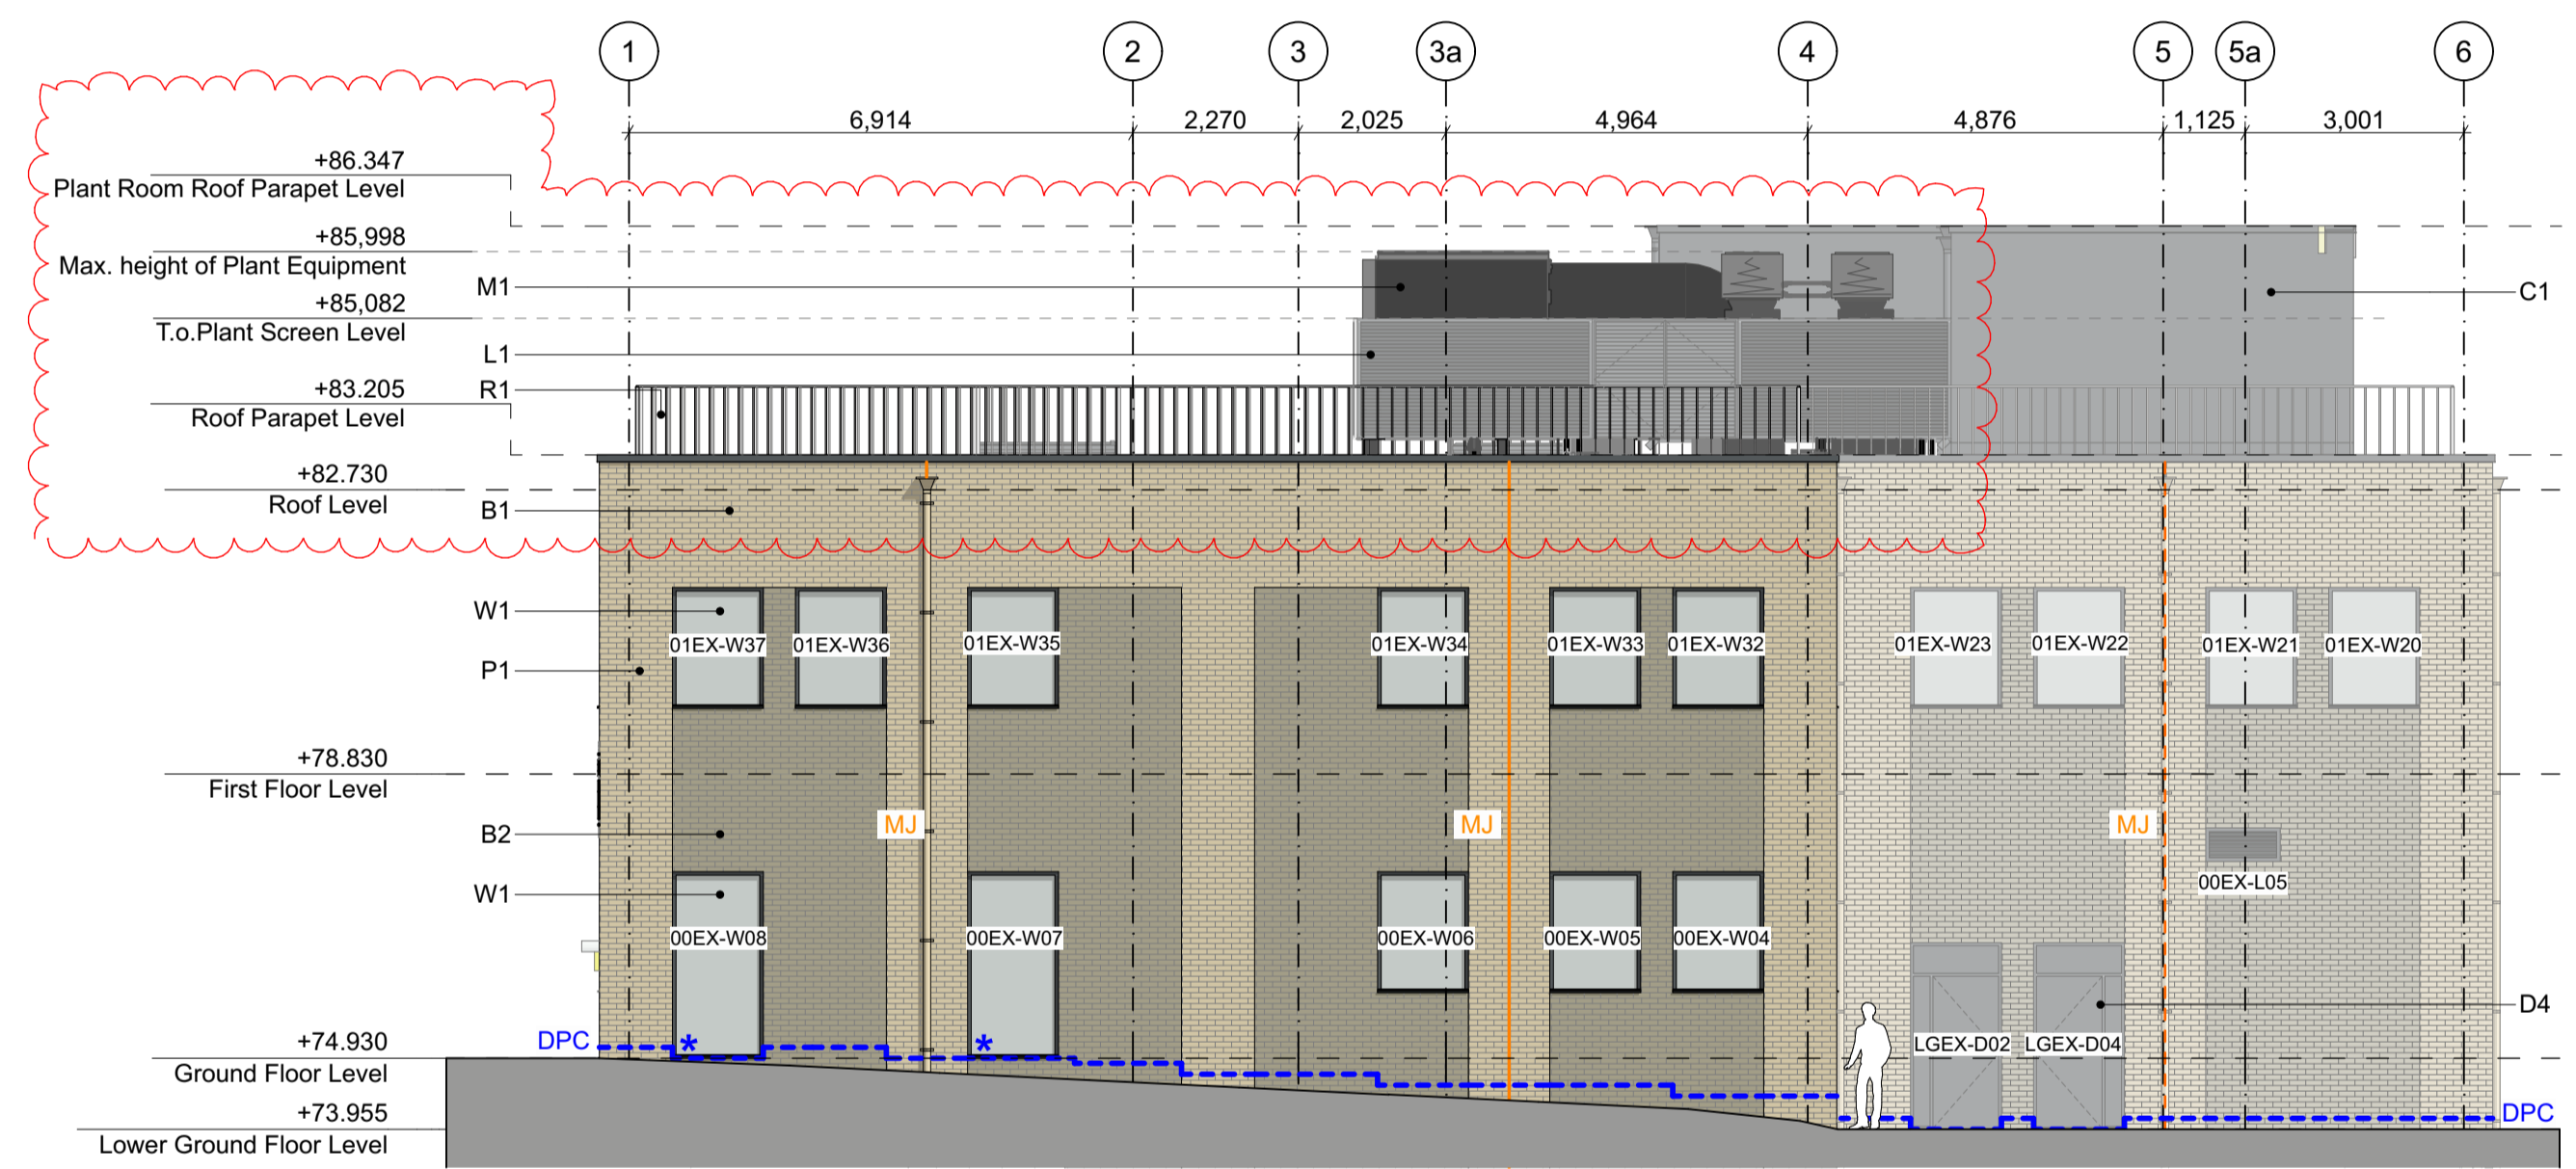 1 2 3 3a 4 5 5a 6
6,914 2,270 2,025 4,964 4,876 1,125 3,001
+86.347
Plant Room Roof Parapet Level
+85,998
Max. height of Plant Equipment
M1
C1
+85,082
T.o.Plant Screen Level
L1
+83.205
R1
Roof Parapet Level
+82.730
Roof Level
B1
W1
01EX-W37 01EX-W36 01EX-W35 01EX-W34 01EX-W33 01EX-W32 01EX-W23 01EX-W22 01EX-W21 01EX-W20
P1
+78.830
First Floor Level
B2
MJ MJ MJ
W1
00EX-L05
00EX-W08 00EX-W07 00EX-W06 00EX-W05 00EX-W04
D4
+74.930
DPC * * LGEX-D02 LGEX-D04
Ground Floor Level
+73.955
DPC
Lower Ground Floor Level